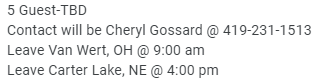 5 Guest-TBD
Contact will be Cheryl Gossard @ 419-231-1513
Leave Van Wert, OH @ 9:00 am
Leave Carter Lake, NE @ 4:00 pm